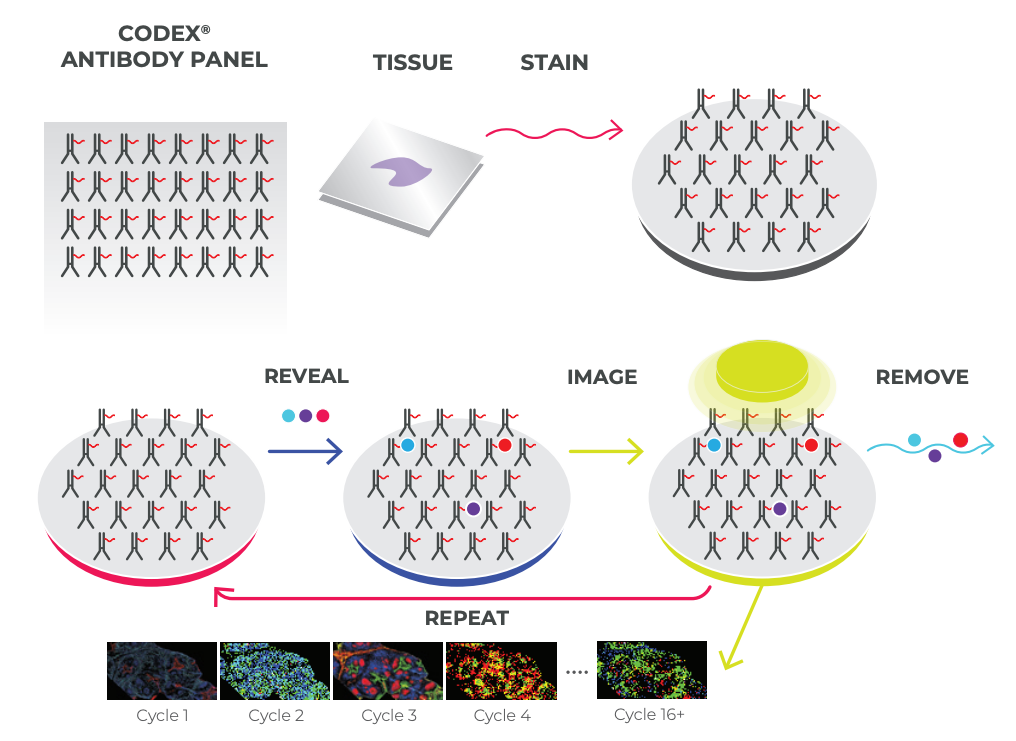 CODEX®
ANTIBODY PANEL
TISSUE
STAIN
REVEAL
IMAGE
REMOVE
REPEAT
....
Cycle 1
Cycle 2
Cycle 3
Cycle 4
Cycle 16+